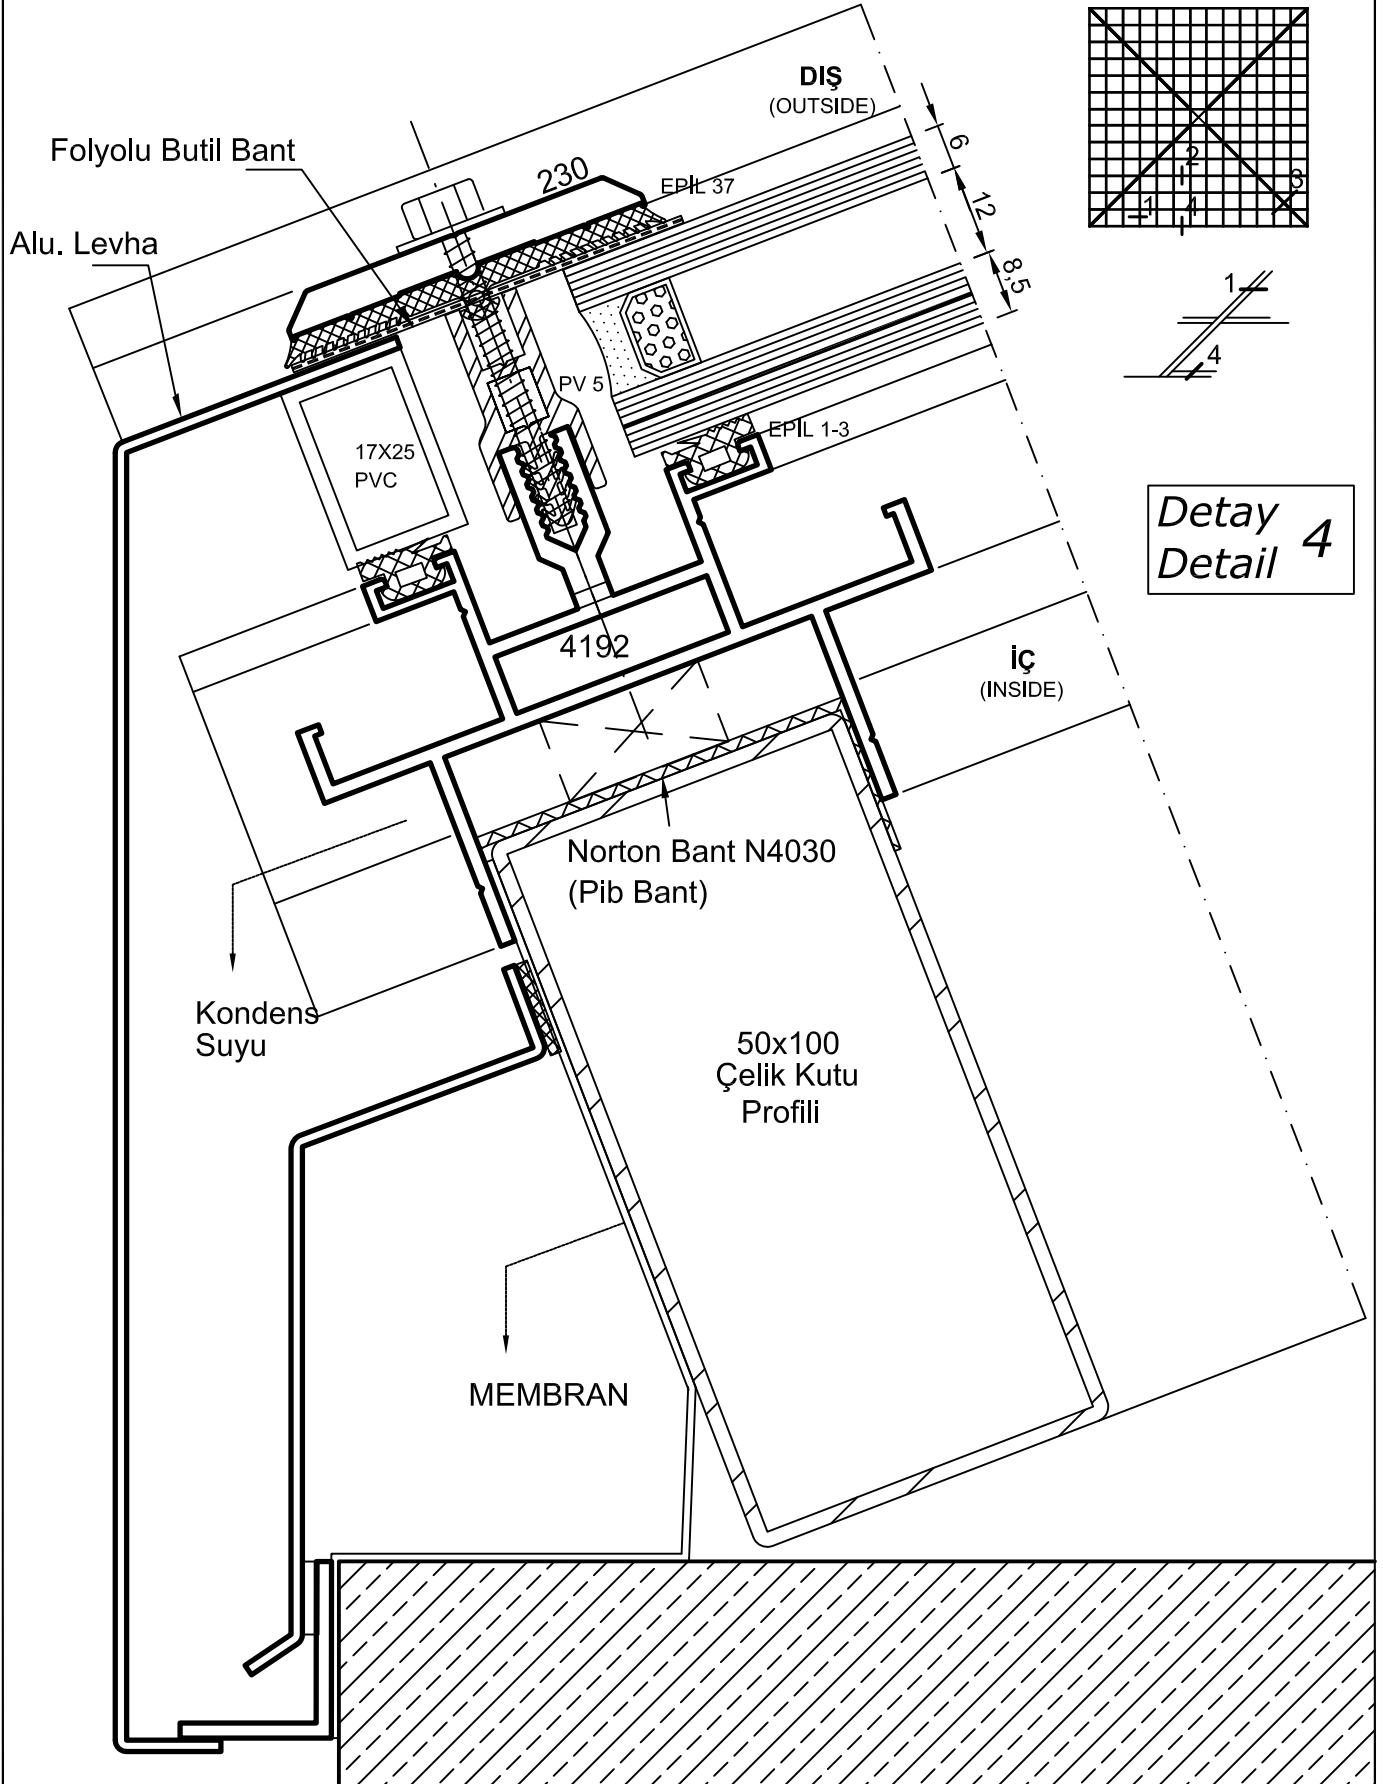 DIŞ
(OUTSIDE)
Folyolu Butil Bant
230
EPİL 37
6
12
8,5
2
3
1
4
Alu. Levha
1
4
PV 5
17X25
PVC
EPİL 1-3
Detay
Detail 4
4192
İÇ
(INSIDE)
Norton Bant N4030
(Pib Bant)
Kondens
Suyu
50x100
Çelik Kutu
Profili
MEMBRAN